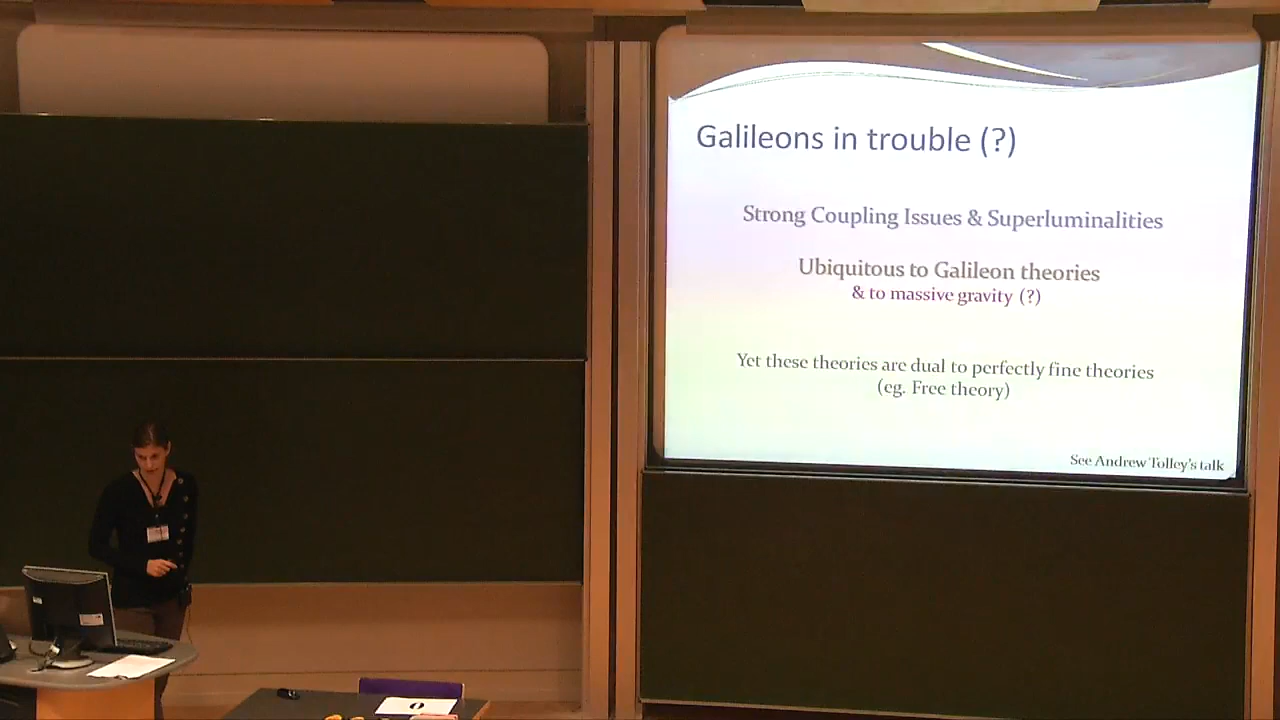 Galileons in trouble (?)
Strong Coupling Issues & Superluminalities
Ubiquitous to Galileon theories
& to massive gravity (?)
Yet these theories are dual to perfectly fine theories
(eg. Free theory)
See Andrew Tolley's talk
0